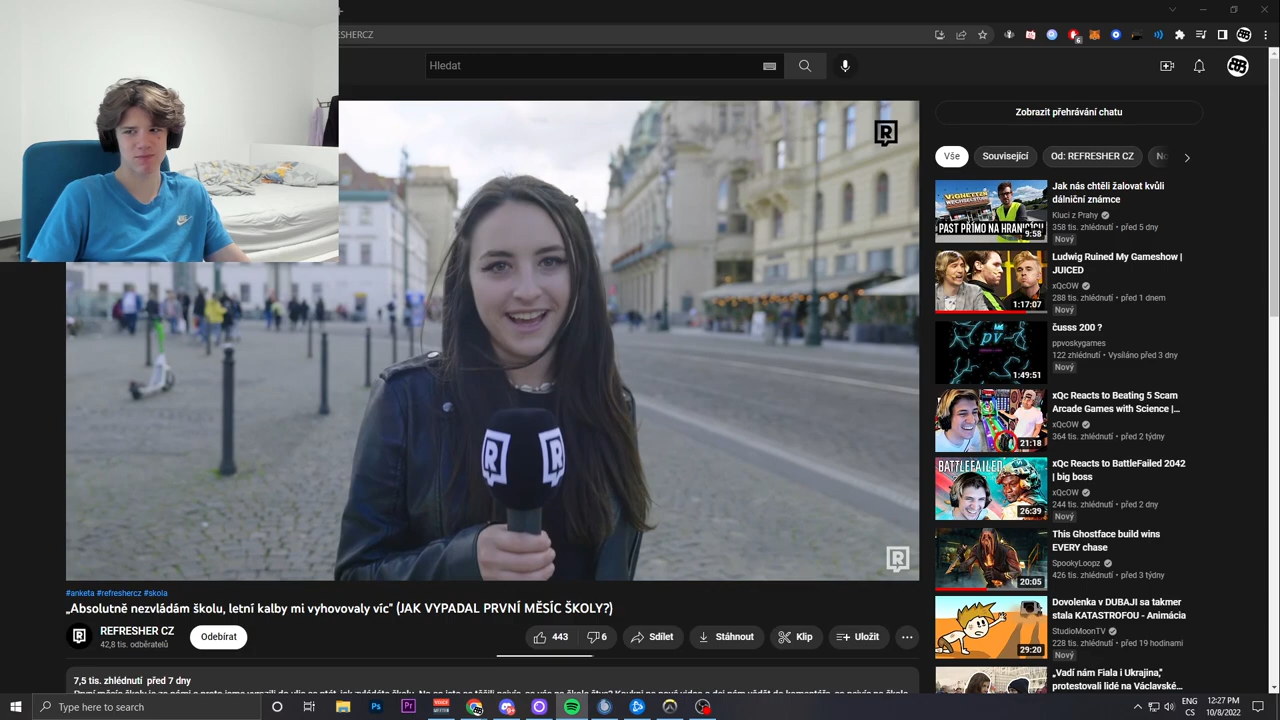 ESHERCZ
Hledat
Zobrazit přehrávání chatu
Vše
Související
Od: REFRESHER CZ
R
Jak nás chtěli žalovat kvůli
dálniční známce
Kluci z Prahy
358 tis. zhlédnutí • před 5 dny
Nový
PAST PŘÍMO NA HRANICÍCH
9:58
Ludwig Ruined My Gameshow |
JUICED
xQcOW
288 tis. zhlédnutí • před 1 dnem
Nový
1:17:07
čusss 200 ?
ppvoskygames
122 zhlédnutí • Vysíláno před 3 dny
Nový
pv
1:49:51
xQc Reacts to Beating 5 Scam
Arcade Games with Science |...
xQcOW
364 tis. zhlédnutí • před 2 týdny
21:18
xQc Reacts to BattleFailed 2042
| big boss
xQcOW
244 tis. zhlédnutí • před 2 dny
Nový
BATTLEFAILED
26:39
This Ghostface build wins
EVERY chase
SpookyLoopz
426 tis. zhlédnutí • před 3 týdny
20:05
Dovolenka v DUBAJI sa takmer
stala KATASTROFOU - Animácia
StudioMoonTV
228 tis. zhlédnutí • před 19 hodinami
Nový
29:20
„Vadí nám Fiala i Ukrajina,"
protestovali lidé na Václavské...
R R
R
#anketa #refreshercz #skola
„Absolutně nezvládám školu, letní kalby mi vyhovovaly víc" (JAK VYPADAL PRVNÍ MĚSÍC ŠKOLY?)
R
REFRESHER CZ
42,8 tis. odběratelů
Odebírat
443
6
Sdílet
Stáhnout
Klip
Uložit
7,5 tis. zhlédnutí před 7 dny
Type here to search
Ps
Pr
ENG
CS
12:27 PM
10/8/2022